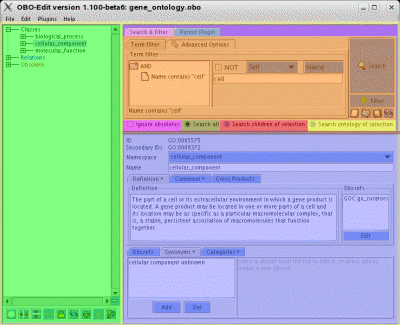 OBO-Edit version 1.100-beta6: gene_ontology.obo
File Edit Plugins Help
Classes
biological_process
cellular_component
molecular_function
Relations
Obsolete
Search & Filter Parent Plugin
Term filter Advanced Options
Term filter
AND
Name contains "cell"
NOT Self Name
cell
Name contains "cell"
Search
Filter
Ignore obsoletes Search all Search children of selection Search ontology of selection
ID GO:0005575
Secondary IDs GO:0008372
Namespace cellular_component
Name cellular_component
Definition Comment Cross Products
Definition Dbxrefs
The part of a cell or its extracellular environment in which a gene product is
located. A gene product may be located in one or more parts of a cell and
its location may be as specific as a particular macromolecular complex, that
is, a stable, persistent association of macromolecules that function
together.
GOC:go_curators
Edit
Dbxrefs Synonyms Categories
cellular component unknown
Select a dbxref from the list to edit it, or press add to
create a new dbxref
Add Del